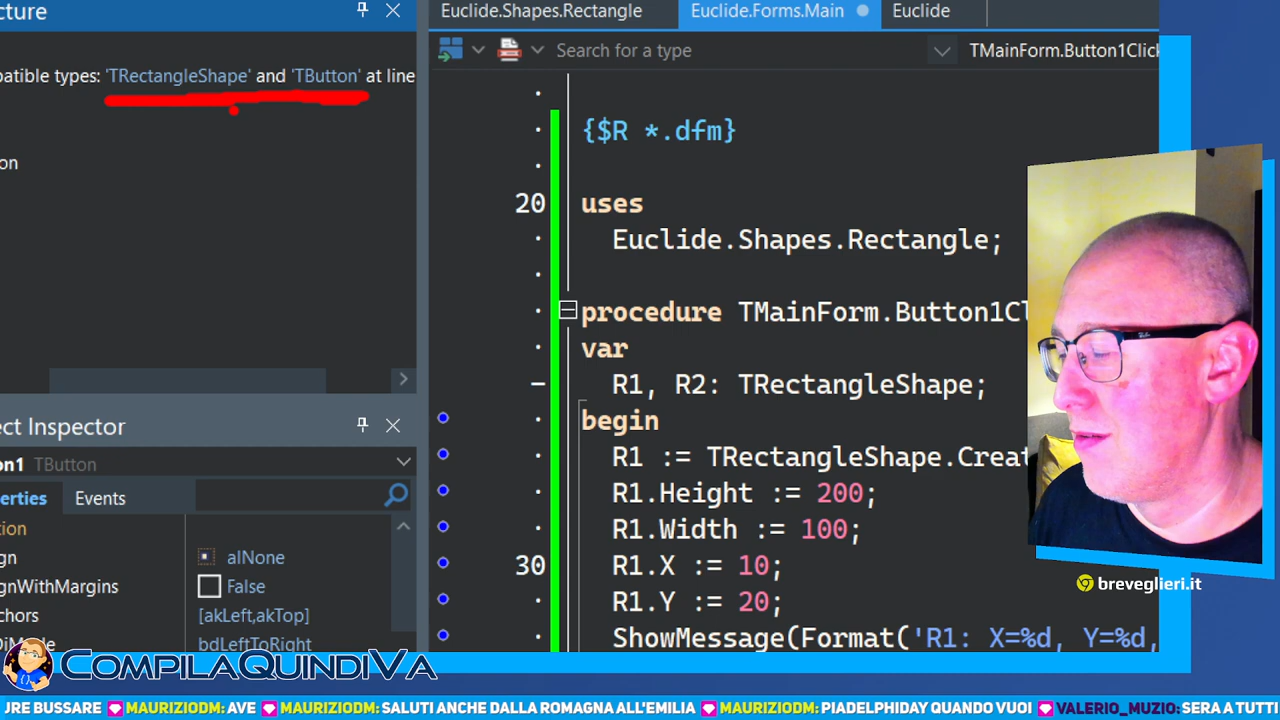 cture
patible types: 'TRectangleShape' and 'TButton' at line
on
ect Inspector
on1 TButton
erties Events
tion
gn alNone
gnWithMargins False
chors [akLeft,akTop]
DiMode bdLeftToRight
Euclide.Shapes.Rectangle Euclide.Forms.Main Euclide
Search for a type TMainForm.Button1Click
{$R *.dfm}
20 uses
Euclide.Shapes.Rectangle;
procedure TMainForm.Button1Cl
var
R1, R2: TRectangleShape;
begin
R1 := TRectangleShape.Creat
R1.Height := 200;
R1.Width := 100;
30 R1.X := 10;
R1.Y := 20;
ShowMessage(Format('R1: X=%d, Y=%d,
breveglieri.it
COMPILAQUINDIVA
JRE BUSSARE MAURIZIODM: AVE MAURIZIODM: SALUTI ANCHE DALLA ROMAGNA ALL'EMILIA MAURIZIODM: PIADELPHIDAY QUANDO VUOI VALERIO_MUZIO: SERA A TUTTI